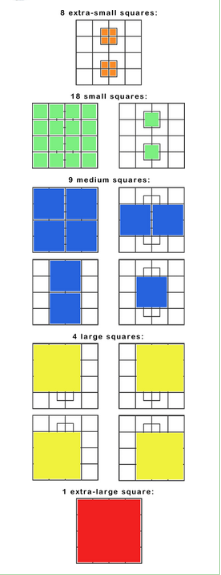 8 extra-small squares:
18 small squares:
9 medium squares:
4 large squares:
1 extra-large square: